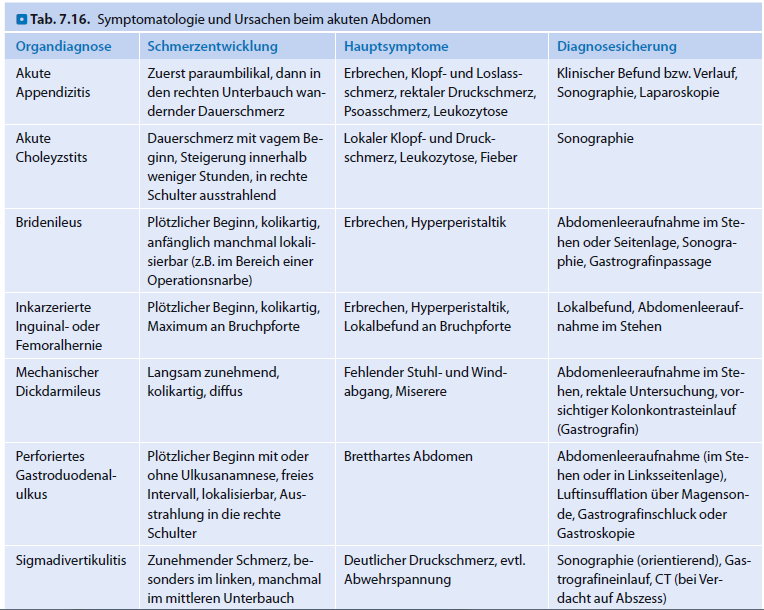 Tab. 7.16. Symptomatologie und Ursachen beim akuten Abdomen
Organdiagnose Schmerzentwicklung Hauptsymptome Diagnosesicherung
Akute
Appendizitis
Zuerst paraumbilikal, dann in
den rechten Unterbauch wan-
dernder Dauerschmerz
Erbrechen, Klopf- und Loslass-
schmerz, rektaler Druckschmerz,
Psoasschmerz, Leukozytose
Klinischer Befund bzw. Verlauf,
Sonographie, Laparoskopie
Akute
Choleyzstits
Dauerschmerz mit vagem Be-
ginn, Steigerung innerhalb
weniger Stunden, in rechte
Schulter ausstrahlend
Lokaler Klopf- und Druck-
schmerz, Leukozytose, Fieber
Sonographie
Bridenileus
Plötzlicher Beginn, kolikartig,
anfänglich manchmal lokali-
sierbar (z.B. im Bereich einer
Operationsnarbe)
Erbrechen, Hyperperistaltik
Abdomenleeraufnahme im Ste-
hen oder Seitenlage, Sonogra-
phie, Gastrografinpassage
Inkarzerierte
Inguinal- oder
Femoralhernie
Plötzlicher Beginn, kolikartig,
Maximum an Bruchpforte
Erbrechen, Hyperperistaltik,
Lokalbefund an Bruchpforte
Lokalbefund, Abdomenleerauf-
nahme im Stehen
Mechanischer
Dickdarmileus
Langsam zunehmend,
kolikartig, diffus
Fehlender Stuhl- und Wind-
abgang, Miserere
Abdomenleeraufnahme im Ste-
hen, rektale Untersuchung, vor-
sichtiger Kolonkontrasteinlauf
(Gastrografin)
Perforiertes
Gastroduodenal-
ulkus
Plötzlicher Beginn mit oder
ohne Ulkusanamnese, freies
Intervall, lokalisierbar, Aus-
strahlung in die rechte
Schulter
Bretthartes Abdomen
Abdomenleeraufnahme (im Ste-
hen oder in Linksseitenlage),
Luftinsufflation über Magenson-
de, Gastrografinschluck oder
Gastroskopie
Sigmadivertikulitis
Zunehmender Schmerz, be-
sonders im linken, manchmal
im mittleren Unterbauch
Deutlicher Druckschmerz, evtl.
Abwehrspannung
Sonographie (orientierend), Gas-
trografineinlauf, CT (bei Ver-
dacht auf Abszess)